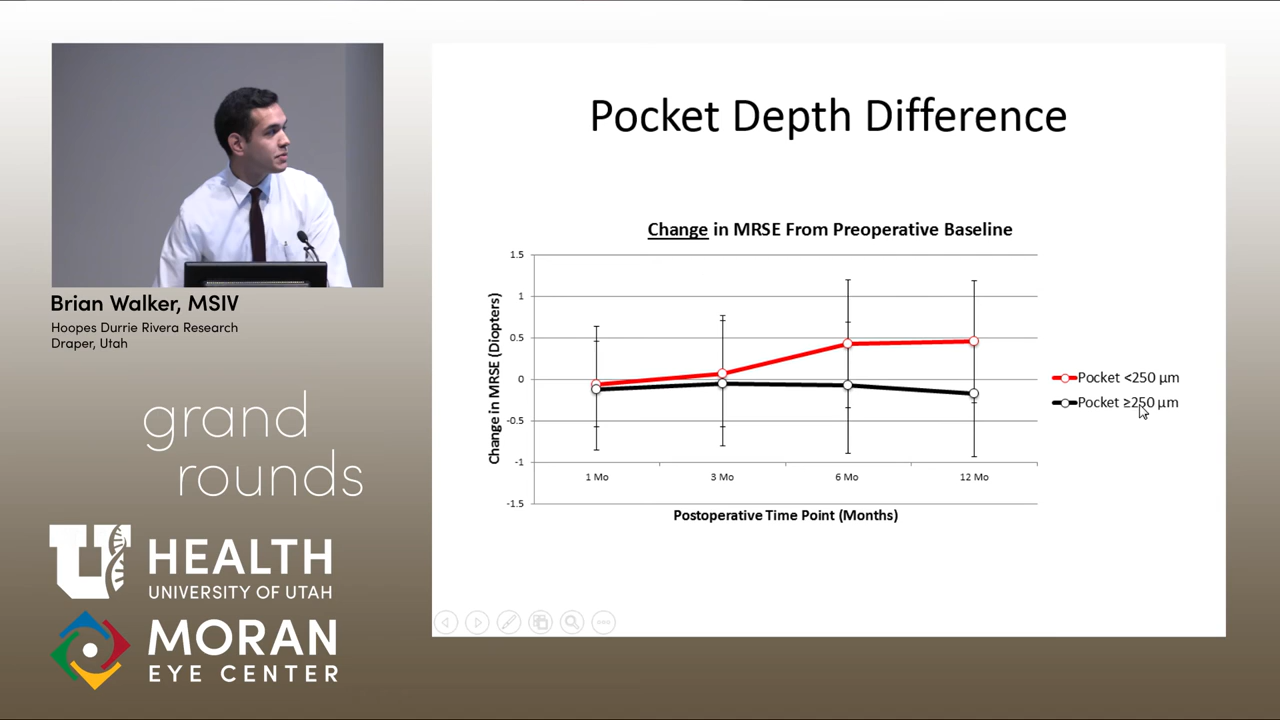 Brian Walker, MSIV
Hoopes Durrie Rivera Research
Draper, Utah
grand
rounds
U
HEALTH
UNIVERSITY OF UTAH
MORAN
EYE CENTER
Pocket Depth Difference
Change in MRSE From Preoperative Baseline
Change in MRSE (Diopters)
1.5
1
0.5
0
-0.5
-1
-1.5
1 Mo
3 Mo
6 Mo
12 Mo
Postoperative Time Point (Months)
Pocket <250 µm
Pocket ≥250 µm